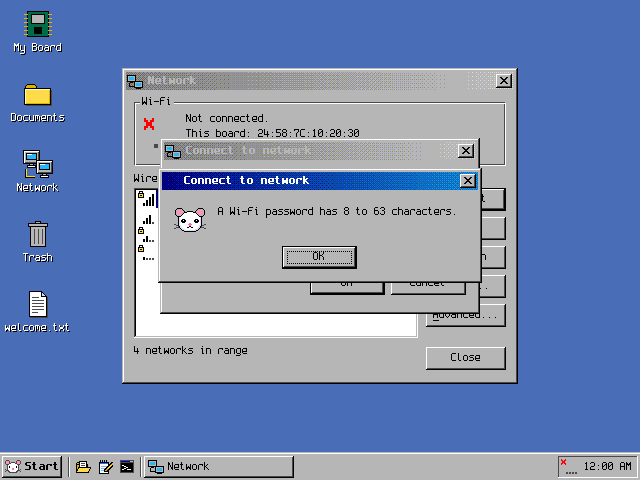 My Board
Documents
Network
Trash
welcome.txt
Network
Wi-Fi
Not connected.
This board: 24:58:7C:10:20:30
Connect to network
Connect to network
A Wi-Fi password has 8 to 63 characters.
OK
Cancel
Advanced...
4 networks in range
Close
Start
Network
12:00 AM